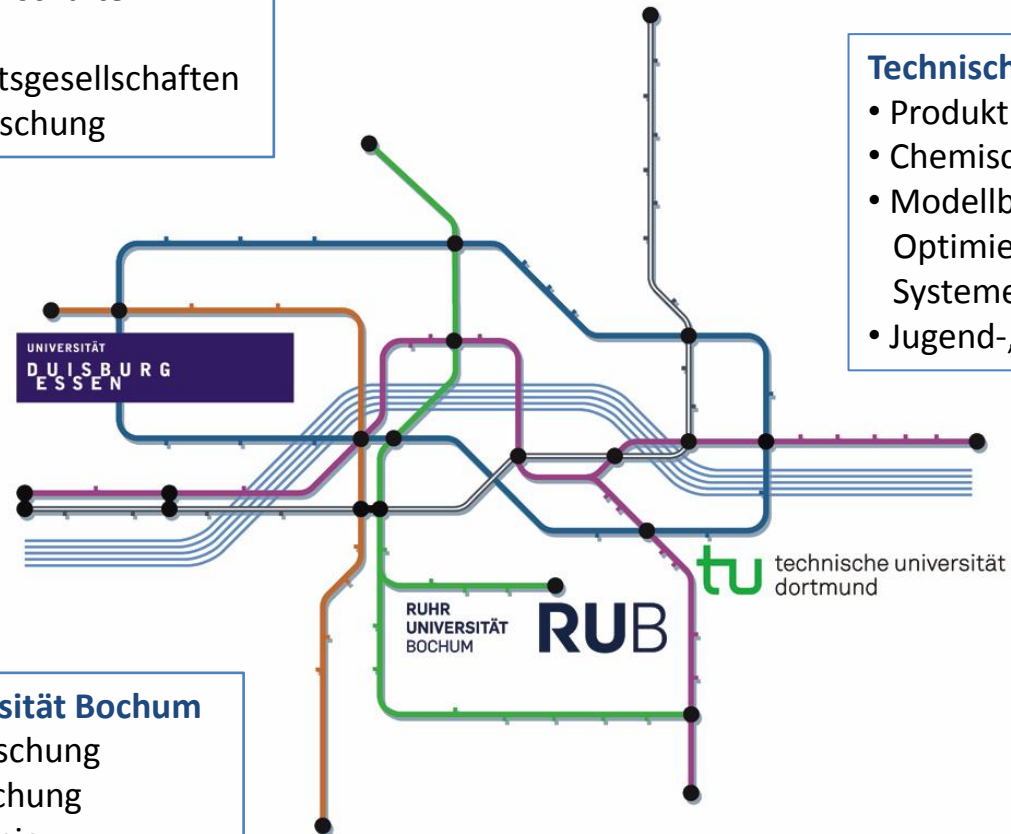 tsgesellschaften
schung
Technisch
• Produkt
• Chemisc
• Modellb
Optimie
Systeme
• Jugend-,
UNIVERSITÄT
DUISBURG
ESSEN
technische universität
dortmund
RUHR
UNIVERSITÄT
BOCHUM
RUB
tu
sität Bochum
schung
chung